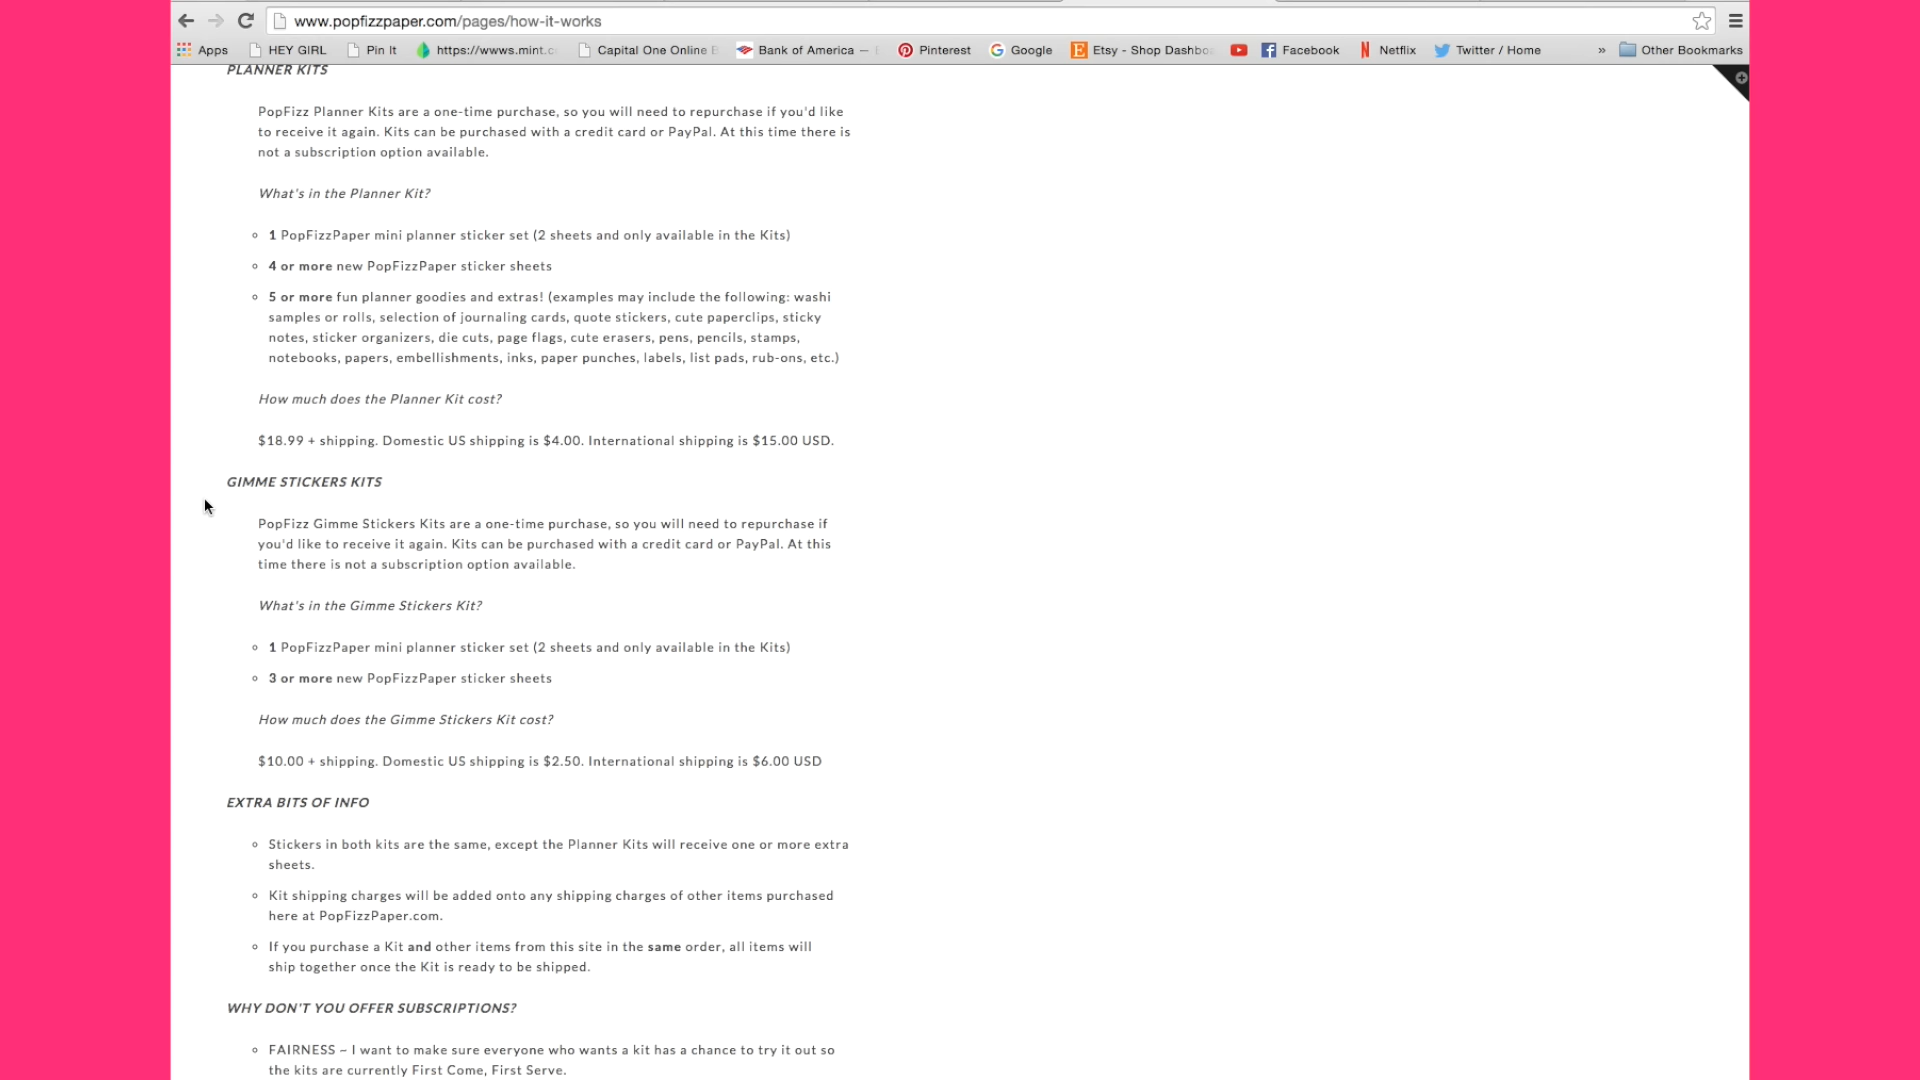 www.popfizzpaper.com/pages/how-it-works
Apps HEY GIRL Pin It https://wwws.mint.c Capital One Online B Bank of America — Pinterest Google Etsy - Shop Dashbo Facebook Netflix Twitter / Home » Other Bookmarks
PLANNER KITS
PopFizz Planner Kits are a one-time purchase, so you will need to repurchase if you'd like
to receive it again. Kits can be purchased with a credit card or PayPal. At this time there is
not a subscription option available.
What's in the Planner Kit?
1 PopFizzPaper mini planner sticker set (2 sheets and only available in the Kits)
4 or more new PopFizzPaper sticker sheets
5 or more fun planner goodies and extras! (examples may include the following: washi
samples or rolls, selection of journaling cards, quote stickers, cute paperclips, sticky
notes, sticker organizers, die cuts, page flags, cute erasers, pens, pencils, stamps,
notebooks, papers, embellishments, inks, paper punches, labels, list pads, rub-ons, etc.)
How much does the Planner Kit cost?
$18.99 + shipping. Domestic US shipping is $4.00. International shipping is $15.00 USD.
GIMME STICKERS KITS
PopFizz Gimme Stickers Kits are a one-time purchase, so you will need to repurchase if
you'd like to receive it again. Kits can be purchased with a credit card or PayPal. At this
time there is not a subscription option available.
What's in the Gimme Stickers Kit?
1 PopFizzPaper mini planner sticker set (2 sheets and only available in the Kits)
3 or more new PopFizzPaper sticker sheets
How much does the Gimme Stickers Kit cost?
$10.00 + shipping. Domestic US shipping is $2.50. International shipping is $6.00 USD
EXTRA BITS OF INFO
Stickers in both kits are the same, except the Planner Kits will receive one or more extra
sheets.
Kit shipping charges will be added onto any shipping charges of other items purchased
here at PopFizzPaper.com.
If you purchase a Kit and other items from this site in the same order, all items will
ship together once the Kit is ready to be shipped.
WHY DON'T YOU OFFER SUBSCRIPTIONS?
FAIRNESS ~ I want to make sure everyone who wants a kit has a chance to try it out so
the kits are currently First Come, First Serve.